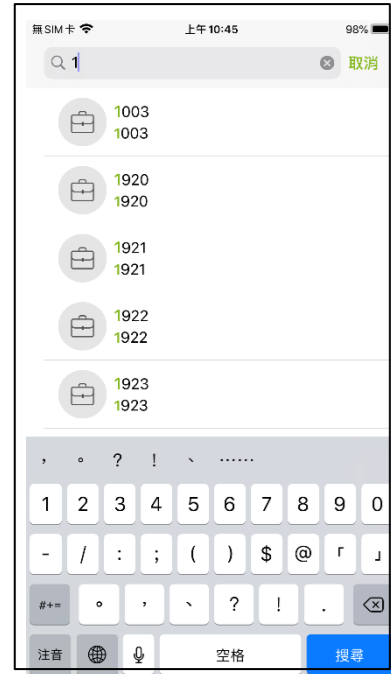 無SIM卡 上午10:45 98%
1 取消
1003
1003
1920
1920
1921
1921
1922
1922
1923
1923
， 。 ？ ！ 、 ……
1 2 3 4 5 6 7 8 9 0
- / : ; ( ) $ @ 「 」
#+= 。 ， 、 ? ! .
注音 空格 搜尋